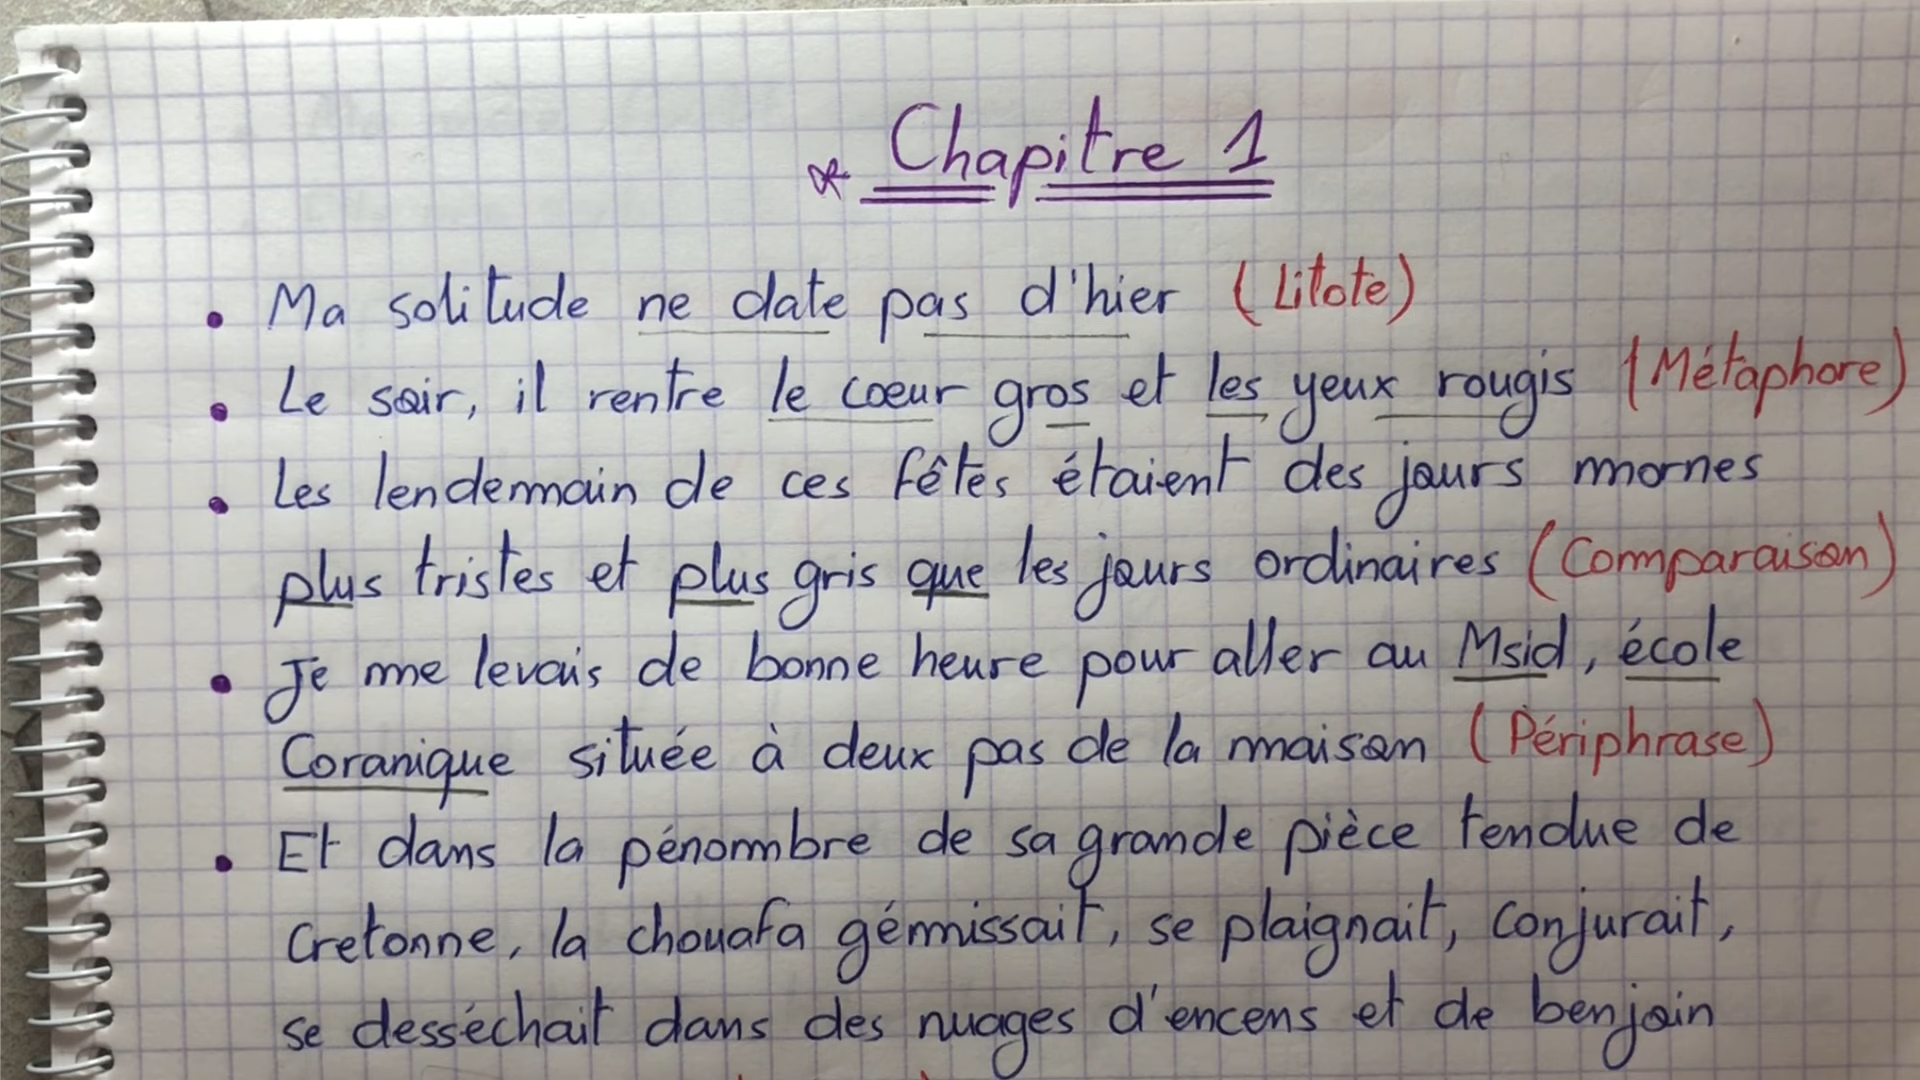 * Chapitre 1
• Ma solitude ne date pas d'hier (Litote)
• Le soir, il rentre le coeur gros et les yeux rougis (Métaphore)
• Les lendemain de ces fêtes étaient des jours mornes
plus tristes et plus gris que les jours ordinaires (Comparaison)
• Je me levais de bonne heure pour aller au Msid, école
Coranique située à deux pas de la maison (Périphrase)
• Et dans la pénombre de sa grande pièce tendue de
cretonne, la chouafa gémissait, se plaignait, conjurait,
se desséchait dans des nuages d'encens et de benjoin